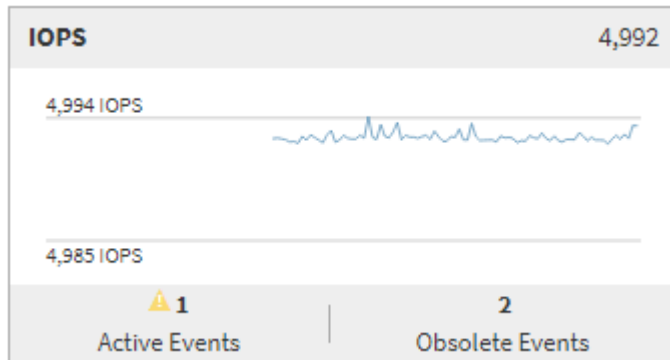 IOPS 4,992
4,994 IOPS
4,985 IOPS
1 2
Active Events Obsolete Events